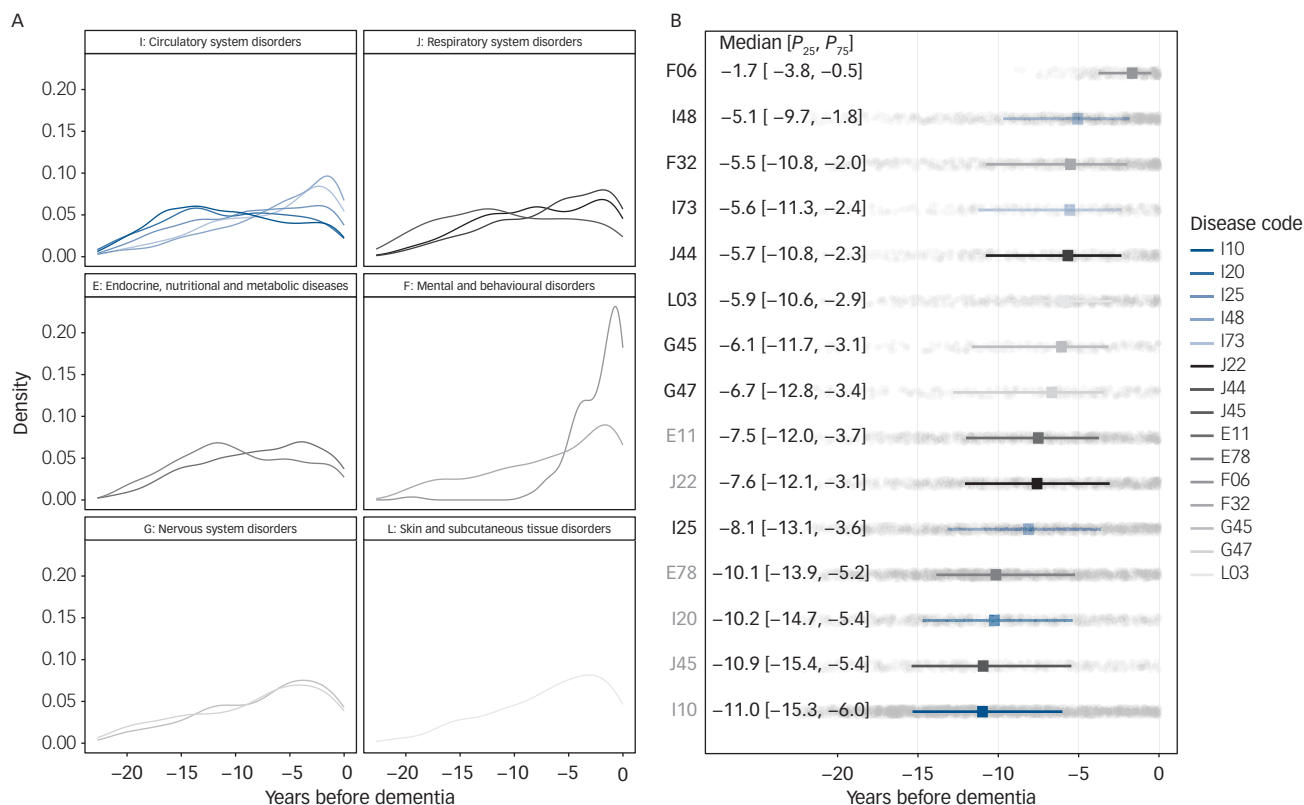 A
I: Circulatory system disorders
J: Respiratory system disorders
0.20
0.15
0.10
0.05
0.00
E: Endocrine, nutritional and metabolic diseases
F: Mental and behavioural disorders
0.20
0.15
0.10
0.05
0.00
Density
G: Nervous system disorders
L: Skin and subcutaneous tissue disorders
0.20
0.15
0.10
0.05
0.00
−20 −15 −10 −5 0
−20 −15 −10 −5 0
Years before dementia
B
Median [P25, P75]
F06 −1.7 [ −3.8, −0.5]
I48 −5.1 [ −9.7, −1.8]
F32 −5.5 [−10.8, −2.0]
I73 −5.6 [−11.3, −2.4]
J44 −5.7 [−10.8, −2.3]
L03 −5.9 [−10.6, −2.9]
G45 −6.1 [−11.7, −3.1]
G47 −6.7 [−12.8, −3.4]
E11 −7.5 [−12.0, −3.7]
J22 −7.6 [−12.1, −3.1]
I25 −8.1 [−13.1, −3.6]
E78 −10.1 [−13.9, −5.2]
I20 −10.2 [−14.7, −5.4]
J45 −10.9 [−15.4, −5.4]
I10 −11.0 [−15.3, −6.0]
−20 −15 −10 −5 0
Years before dementia
Disease code
I10
I20
I25
I48
I73
J22
J44
J45
E11
E78
F06
F32
G45
G47
L03